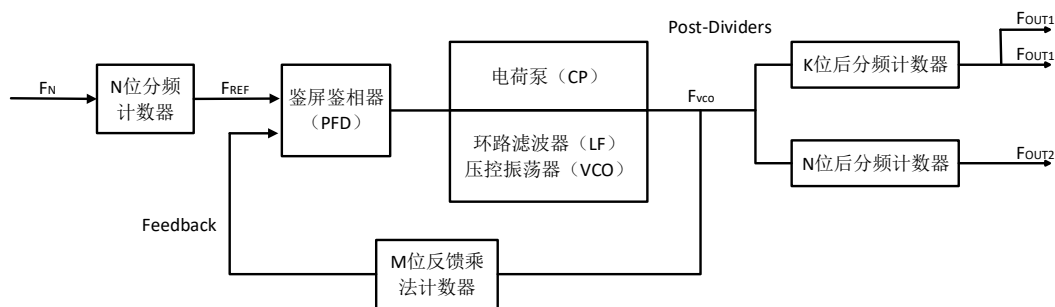 Post-Dividers
FOUT1
FOUT1
FN
N位分频
计数器
FREF
鉴屏鉴相器
（PFD）
电荷泵（CP）
环路滤波器（LF）
压控振荡器（VCO）
Fvco
K位后分频计数器
N位后分频计数器
FOUT2
Feedback
M位反馈乘
法计数器